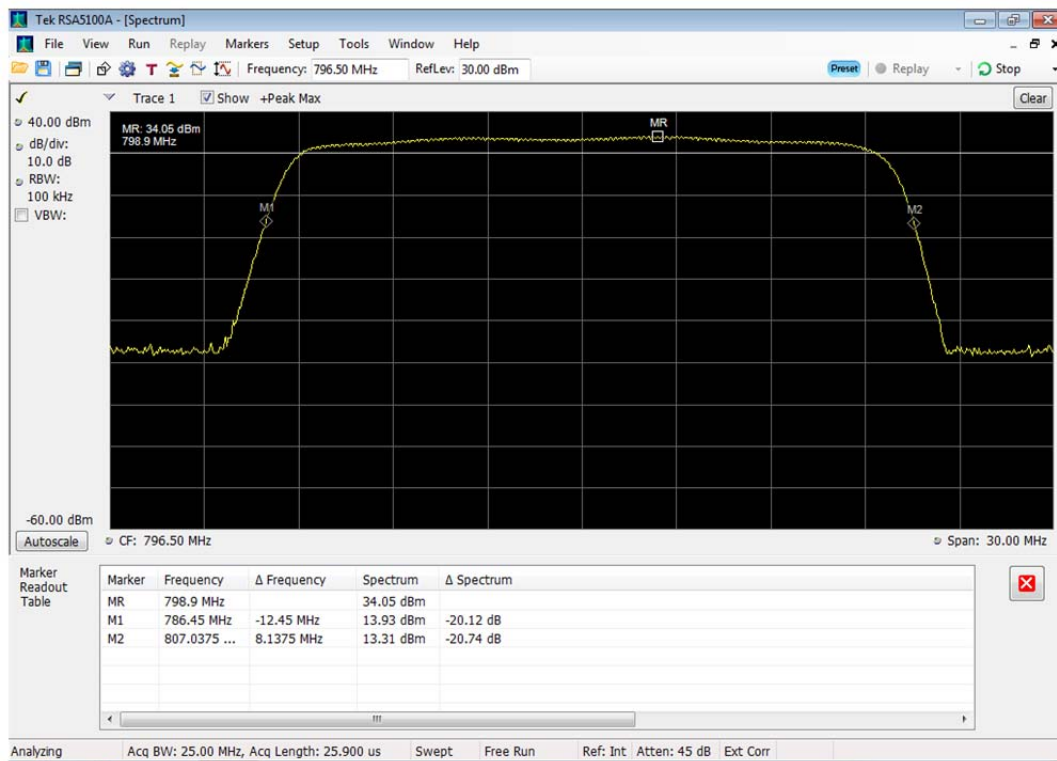 Tek RSA5100A - [Spectrum]
File View Run Replay Markers Setup Tools Window Help
T Frequency: 796.50 MHz RefLev: 30.00 dBm Preset Replay Stop
Trace 1 Show +Peak Max Clear
40.00 dBm
dB/div:
10.0 dB
RBW:
100 kHz
VBW:
MR: 34.05 dBm
798.9 MHz
MR
M1
M2
-60.00 dBm
Autoscale CF: 796.50 MHz Span: 30.00 MHz
Marker
Readout
Table
Marker Frequency Δ Frequency Spectrum Δ Spectrum
MR 798.9 MHz 34.05 dBm
M1 786.45 MHz -12.45 MHz 13.93 dBm -20.12 dB
M2 807.0375 ... 8.1375 MHz 13.31 dBm -20.74 dB
Analyzing Acq BW: 25.00 MHz, Acq Length: 25.900 us Swept Free Run Ref: Int Atten: 45 dB Ext Corr